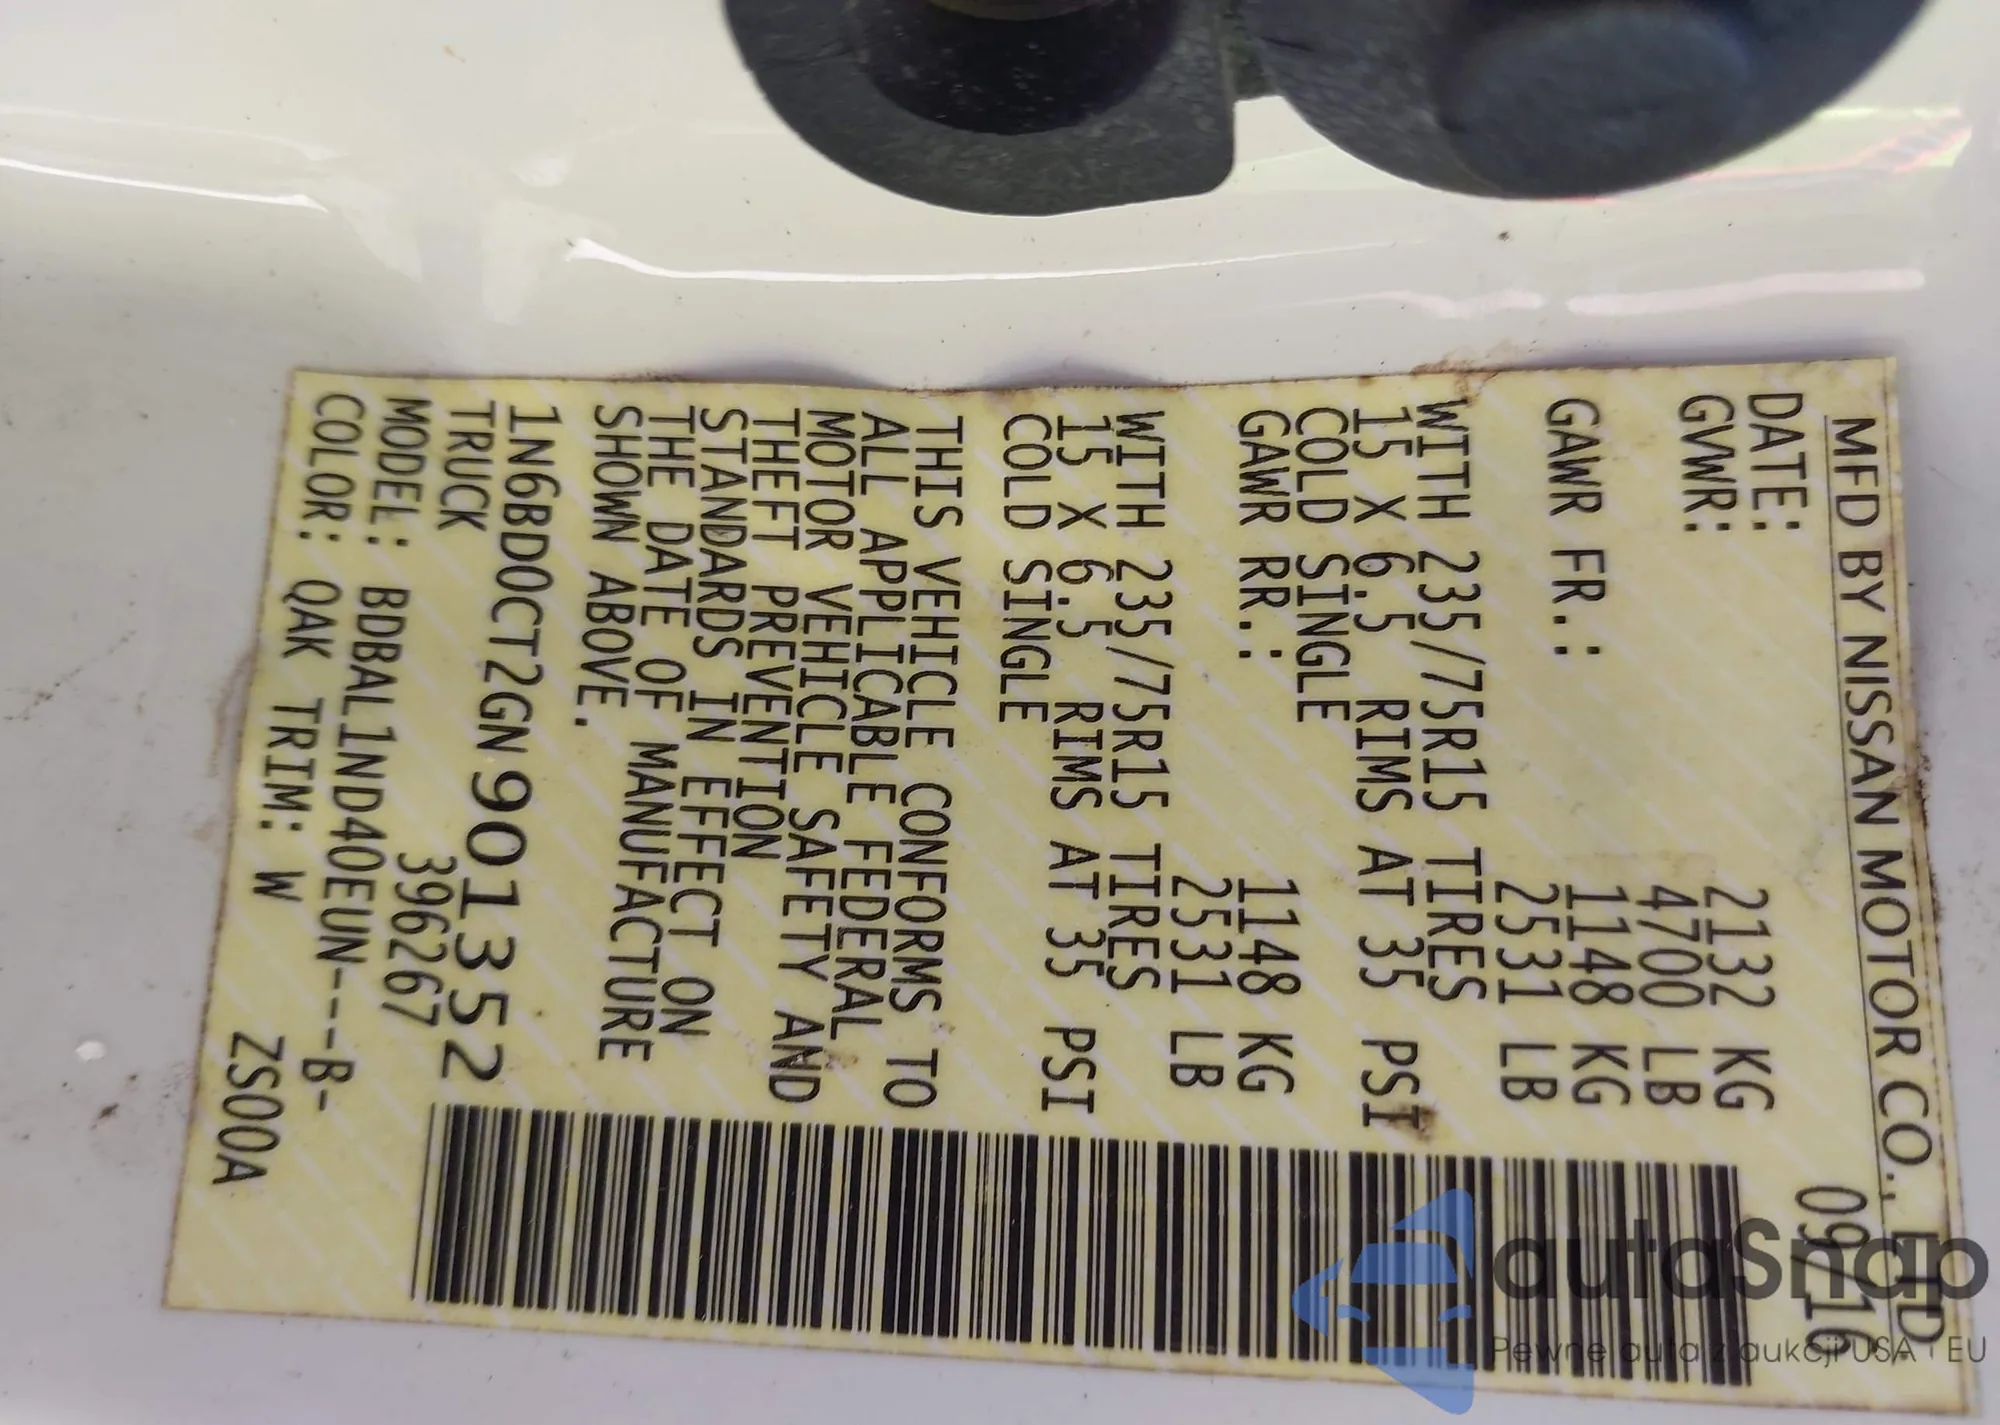 MFD BY NISSAN MOTOR CO., LTD
DATE: 09/16
GVWR: 2132 KG
4700 LB
GAWR FR.: 1148 KG
2531 LB
WITH 235/75R15 TIRES
15 X 6.5 RIMS AT 35 PSI
COLD SINGLE
GAWR RR.: 1148 KG
2531 LB
WITH 235/75R15 TIRES
15 X 6.5 RIMS AT 35 PSI
COLD SINGLE
THIS VEHICLE CONFORMS TO
ALL APPLICABLE FEDERAL
MOTOR VEHICLE SAFETY AND
THEFT PREVENTION
STANDARDS IN EFFECT ON
THE DATE OF MANUFACTURE
SHOWN ABOVE.
1N6BD0CT2GN901352
TRUCK 396267
MODEL: BDBAL1ND40EUN---B-
COLOR: QAK TRIM: W ZS00A
autaSnap
Pewne auta z aukcji USA i EU